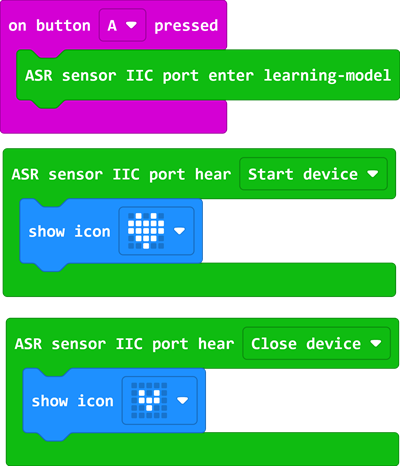 on button A pressed
ASR sensor IIC port enter learning-model
ASR sensor IIC port hear Start device
show icon
ASR sensor IIC port hear Close device
show icon